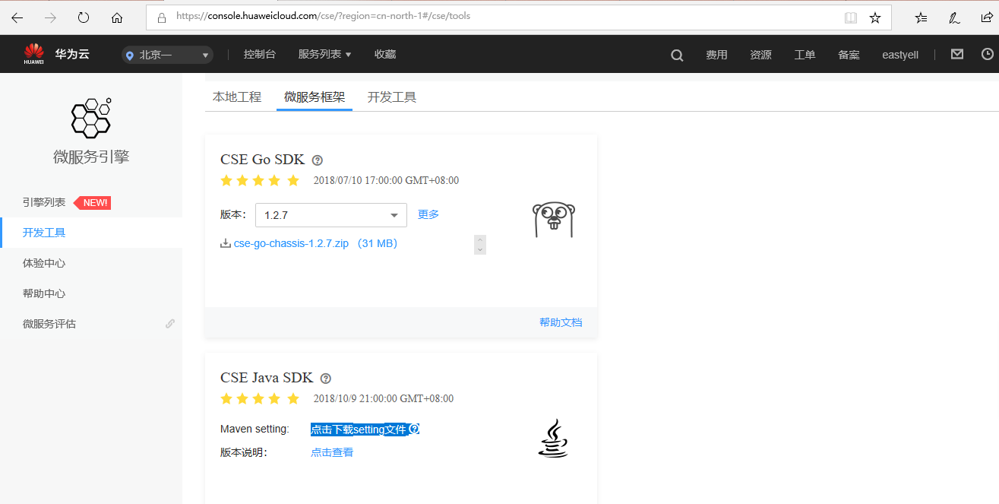 https://console.huaweicloud.com/cse/?region=cn-north-1#/cse/tools
HUAWEI 华为云 北京一 控制台 服务列表 收藏 费用 资源 工单 备案 eastyell
本地工程 微服务框架 开发工具
微服务引擎
引擎列表 NEW!
开发工具
体验中心
帮助中心
微服务评估
CSE Go SDK ?
2018/07/10 17:00:00 GMT+08:00
版本: 1.2.7 更多
cse-go-chassis-1.2.7.zip （31 MB）
帮助文档
CSE Java SDK ?
2018/10/9 21:00:00 GMT+08:00
Maven setting: 点击下载setting文件 ?
版本说明: 点击查看